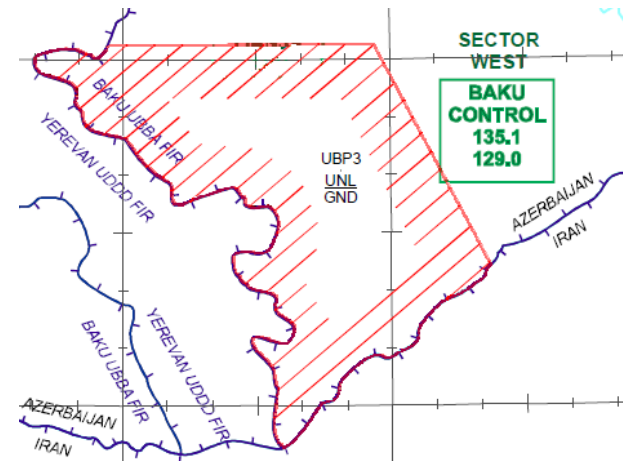 SECTOR
WEST
BAKU
CONTROL
135.1
129.0
BAKU UBBA FIR
YEREVAN UDDD FIR
UBP3
UNL
GND
AZERBAIJAN
IRAN
YEREVAN UDDD FIR
BAKU UBBA FIR
AZERBAIJAN
IRAN